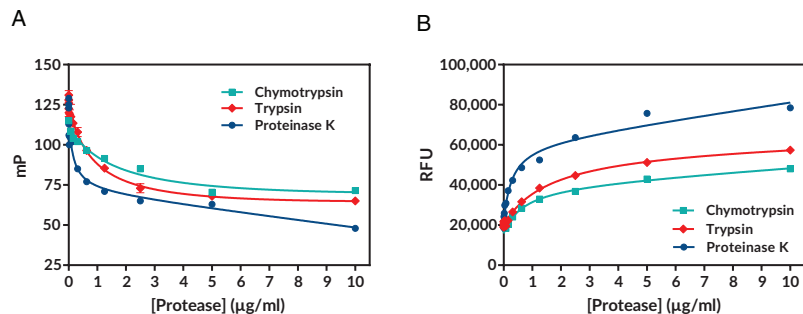 A
mP
150
125
100
75
50
25
0 1 2 3 4 5 6 7 8 9 10
[Protease] (µg/ml)
Chymotrypsin
Trypsin
Proteinase K
B
RFU
100,000
80,000
60,000
40,000
20,000
0
0 1 2 3 4 5 6 7 8 9 10
[Protease] (µg/ml)
Chymotrypsin
Trypsin
Proteinase K